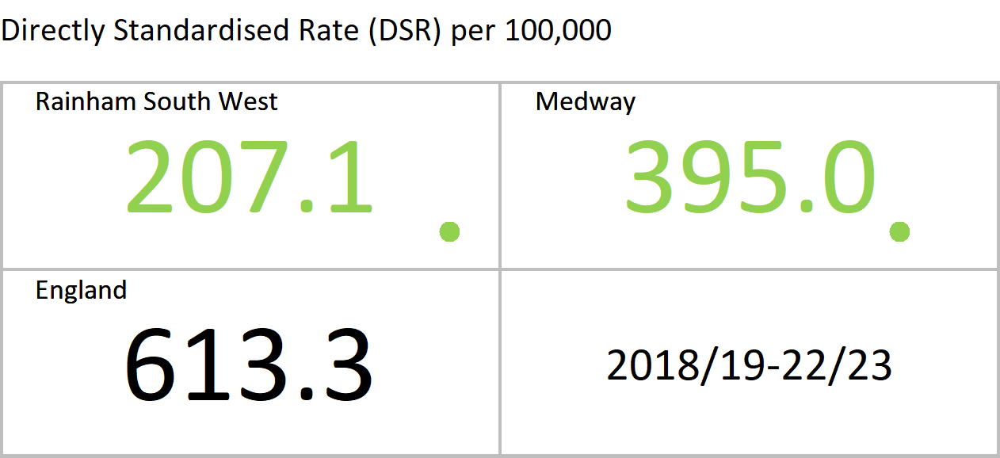 Directly Standardised Rate (DSR) per 100,000
Rainham South West
207.1
Medway
395.0
England
613.3
2018/19-22/23